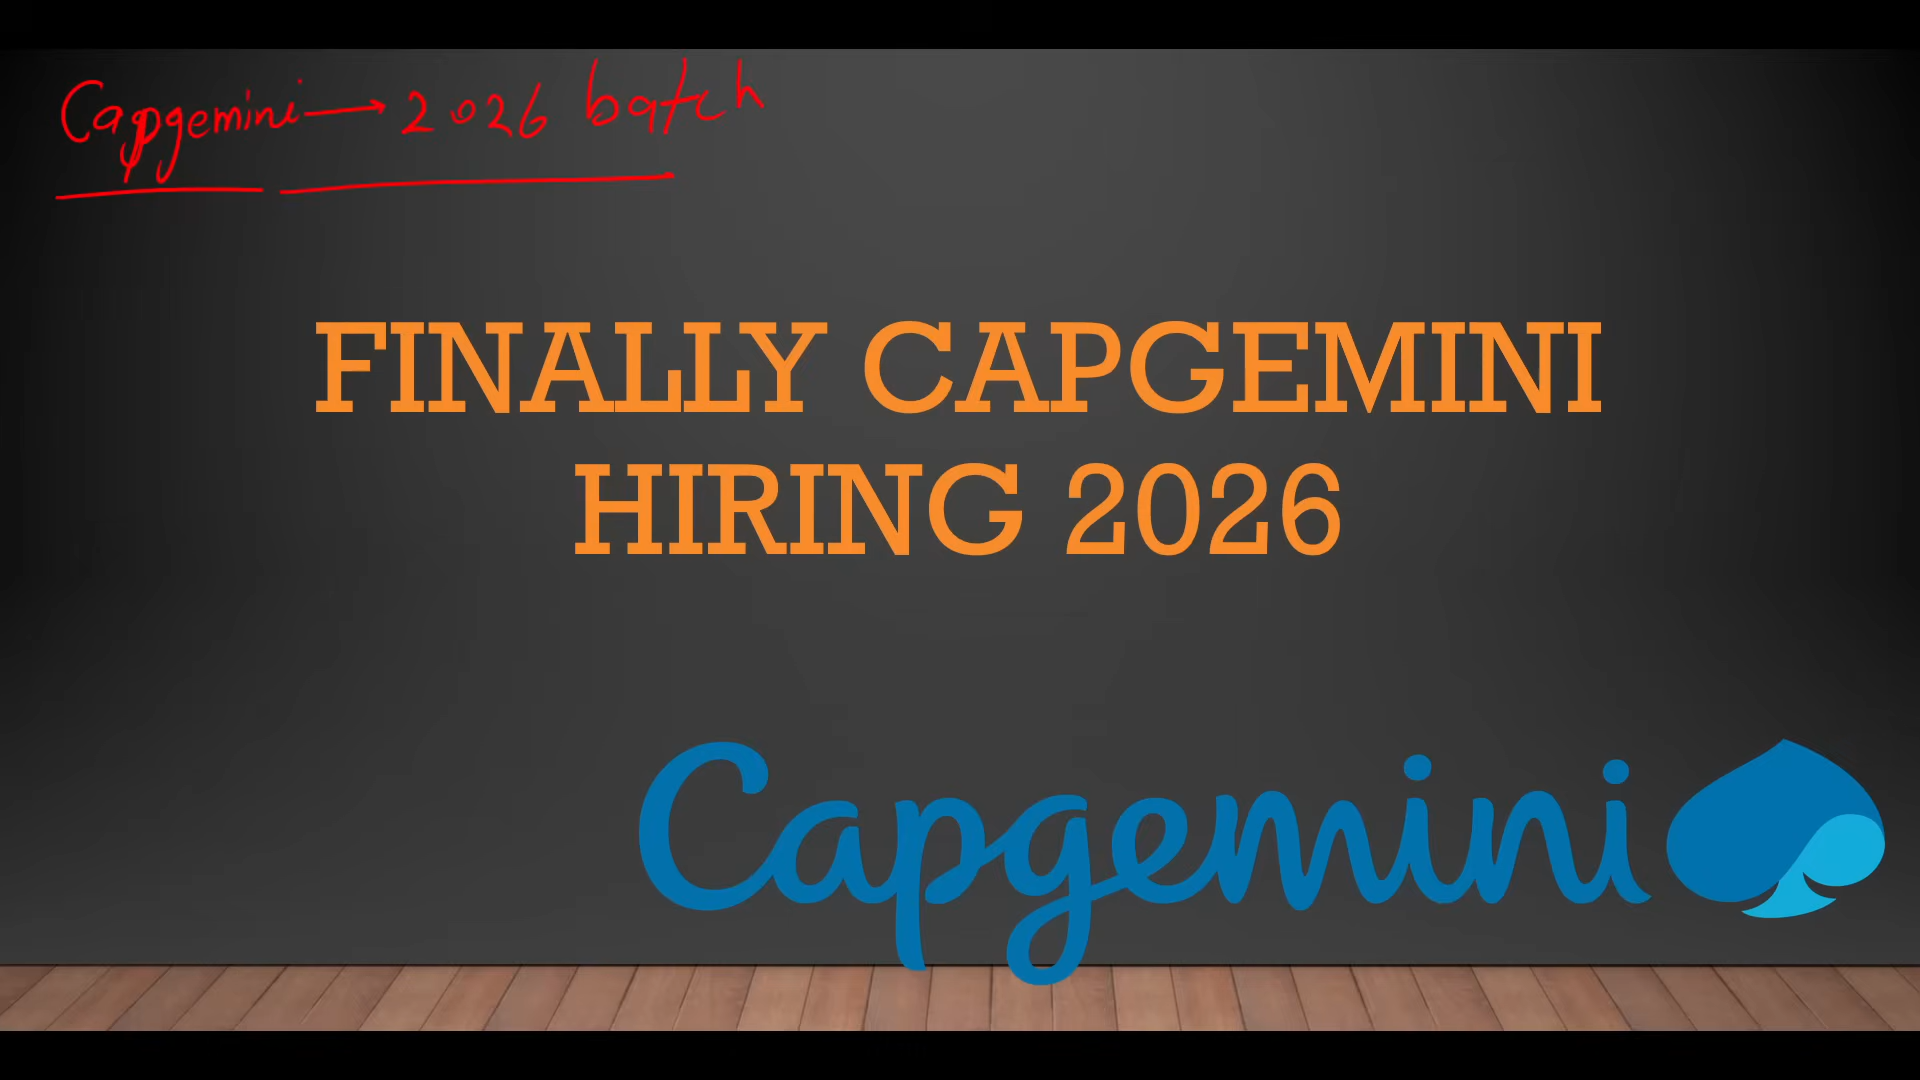 Capgemini → 2026 batch
FINALLY CAPGEMINI
HIRING 2026
Capgemini